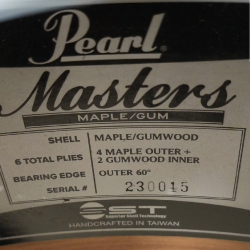 Pearl
Masters
MAPLE/GUM
SHELL MAPLE/GUMWOOD
6 TOTAL PLIES 4 MAPLE OUTER + 2 GUMWOOD INNER
BEARING EDGE OUTER 60°
SERIAL # 230015
SST
Superior Shell Technology
HANDCRAFTED IN TAIWAN